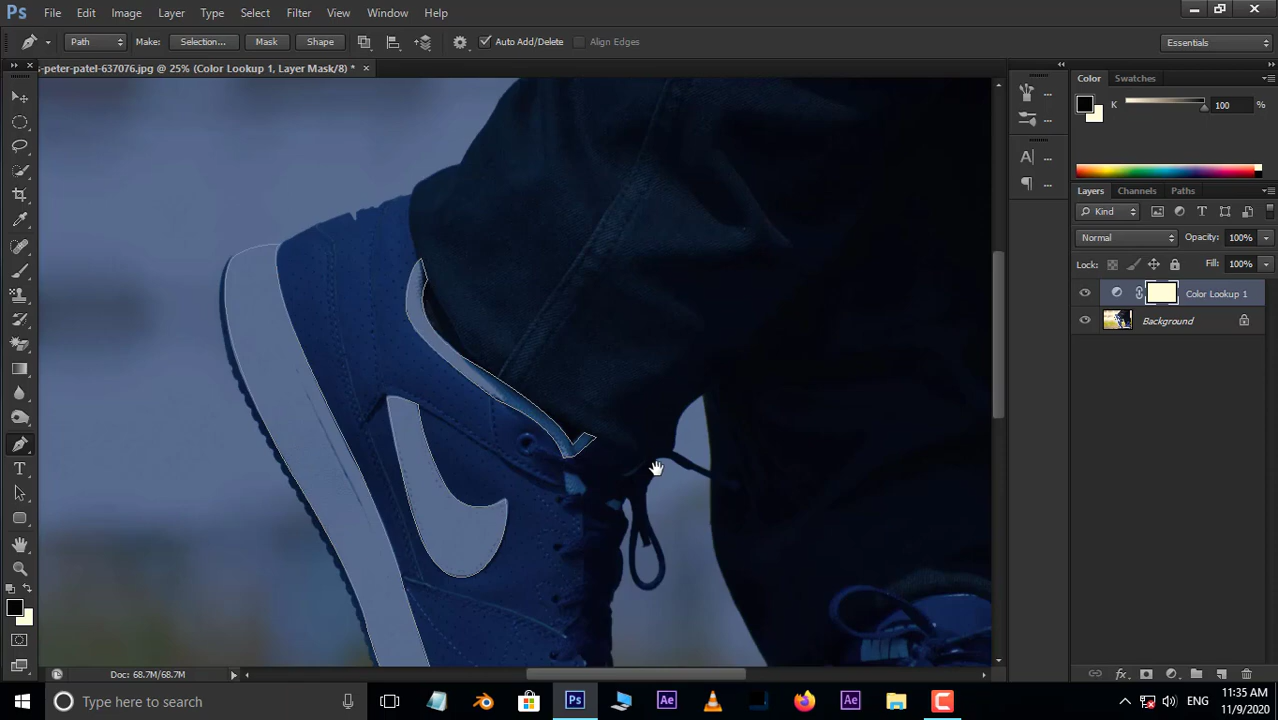 Ps File Edit Image Layer Type Select Filter View Window Help
Path Make: Selection... Mask Shape Auto Add/Delete Align Edges Essentials
-peter-patel-637076.jpg @ 25% (Color Lookup 1, Layer Mask/8) * ×
Color Swatches
K 100 %
Layers Channels Paths
Kind
Normal Opacity: 100%
Lock: Fill: 100%
Color Lookup 1
Background
Doc: 68.7M/68.7M
Type here to search
Ps Ae Ae ENG
11:35 AM
11/9/2020